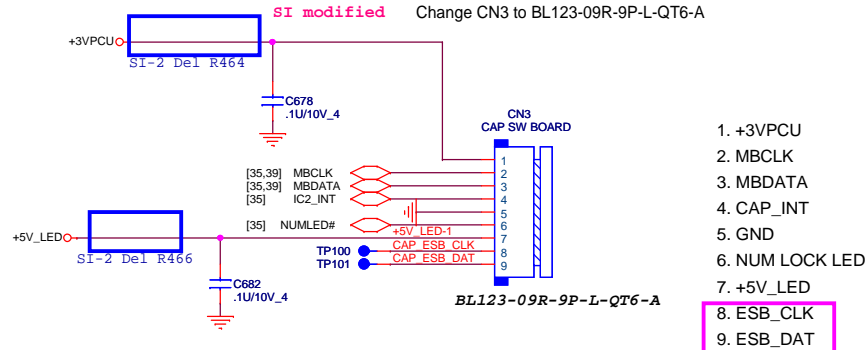 SI modified Change CN3 to BL123-09R-9P-L-QT6-A
+3VPCU
SI-2 Del R464
C678
.1U/10V_4
CN3
CAP SW BOARD
[35,39] MBCLK
[35,39] MBDATA
[35] IC2_INT
[35] NUMLED#
+5V_LED-1
TP100 CAP_ESB_CLK
TP101 CAP_ESB_DAT
1
2
3
4
5
6
7
8
9
BL123-09R-9P-L-QT6-A
+5V_LED
SI-2 Del R466
C682
.1U/10V_4
1. +3VPCU
2. MBCLK
3. MBDATA
4. CAP_INT
5. GND
6. NUM LOCK LED
7. +5V_LED
8. ESB_CLK
9. ESB_DAT